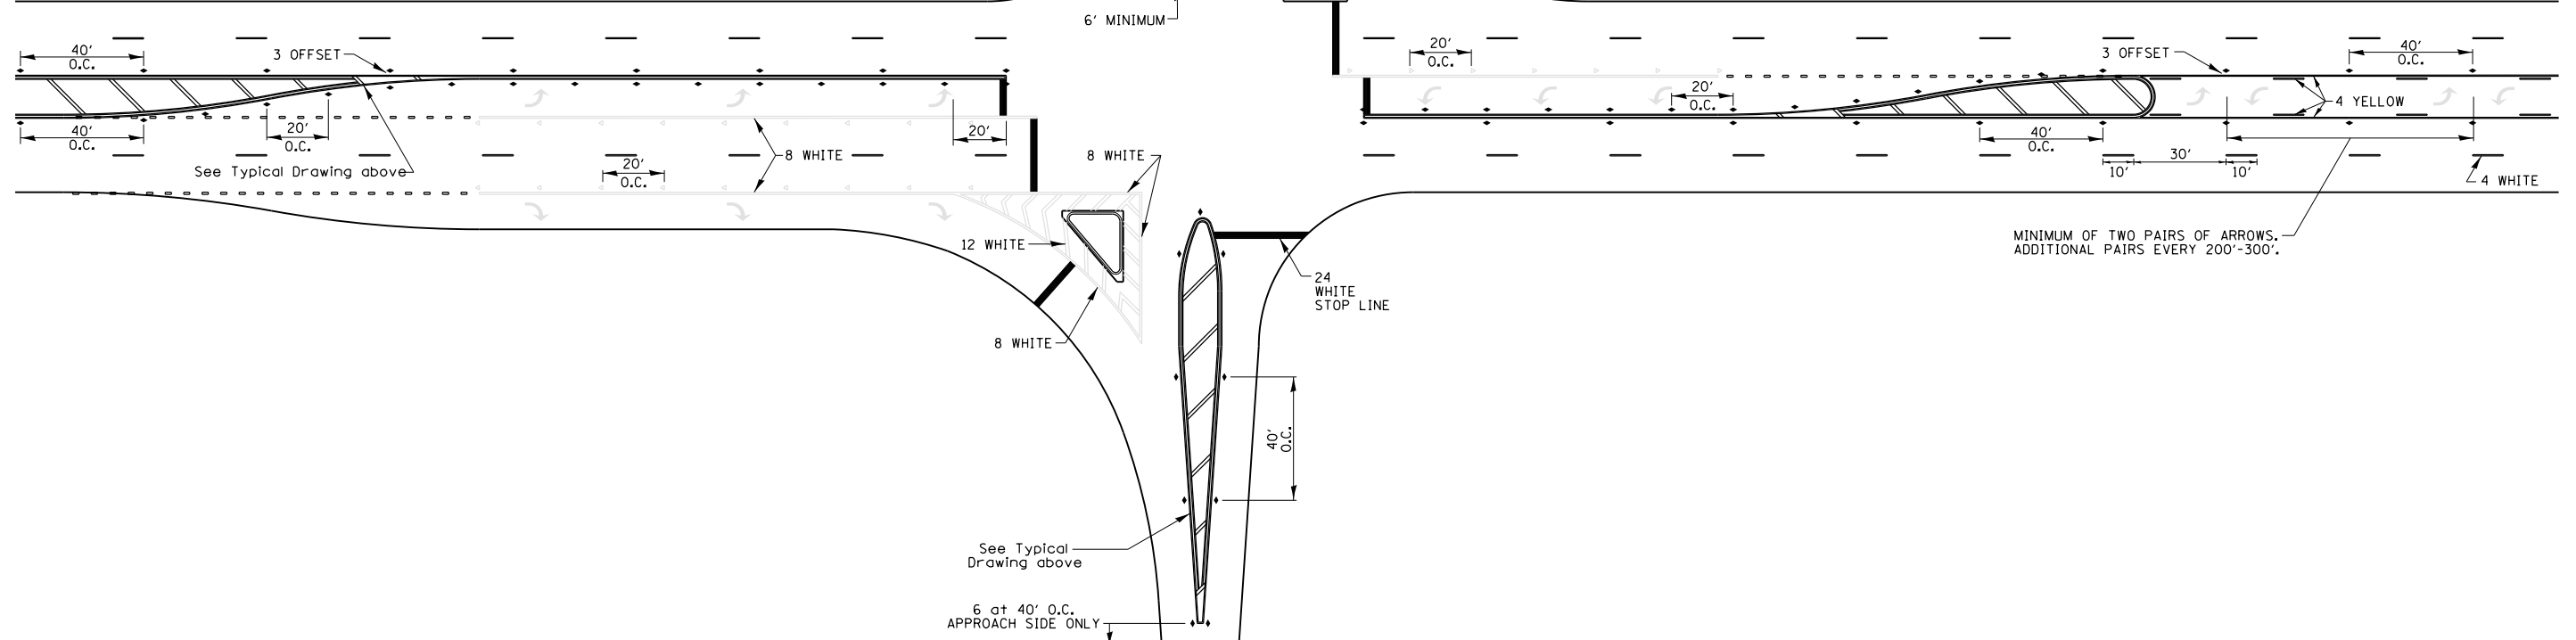 6' MINIMUM
40'
O.C.
3 OFFSET
20'
O.C.
3 OFFSET
40'
O.C.
40'
O.C.
20'
O.C.
See Typical Drawing above
20'
O.C.
8 WHITE
20'
8 WHITE
20'
O.C.
40'
O.C.
4 YELLOW
10'
30'
10'
4 WHITE
12 WHITE
8 WHITE
24
WHITE
STOP LINE
MINIMUM OF TWO PAIRS OF ARROWS.
ADDITIONAL PAIRS EVERY 200'-300'.
40'
O.C.
See Typical
Drawing above
6 at 40' O.C.
APPROACH SIDE ONLY